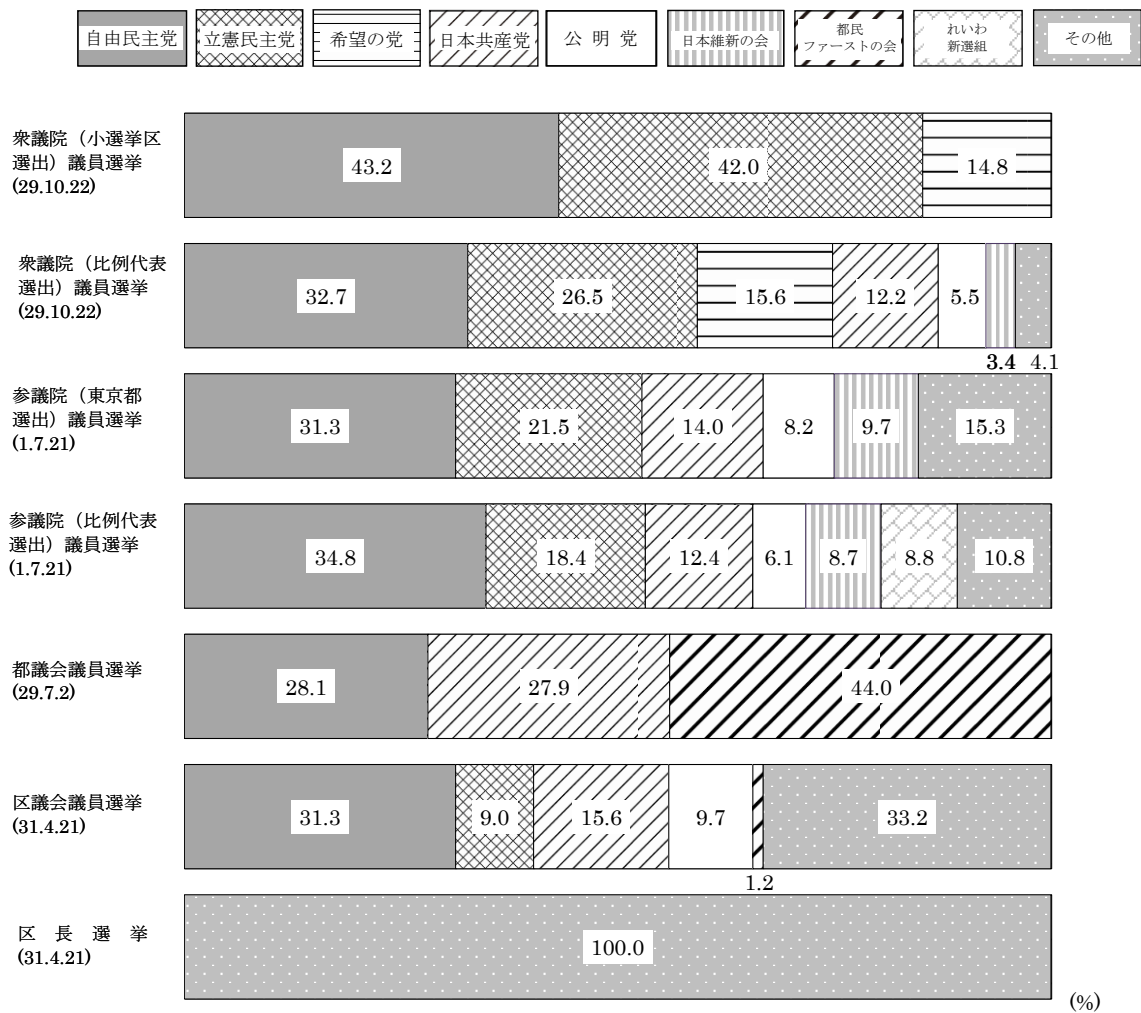 自由民主党
立憲民主党
希望の党
日本共産党
公 明 党
日本維新の会
都民
ファーストの会
れいわ
新選組
その他
衆議院（小選挙区
選出）議員選挙
(29.10.22)
43.2
42.0
14.8
衆議院（比例代表
選出）議員選挙
(29.10.22)
32.7
26.5
15.6
12.2
5.5
3.4
4.1
参議院（東京都
選出）議員選挙
(1.7.21)
31.3
21.5
14.0
8.2
9.7
15.3
参議院（比例代表
選出）議員選挙
(1.7.21)
34.8
18.4
12.4
6.1
8.7
8.8
10.8
都議会議員選挙
(29.7.2)
28.1
27.9
44.0
区議会議員選挙
(31.4.21)
31.3
9.0
15.6
9.7
1.2
33.2
区 長 選 挙
(31.4.21)
100.0
(%)